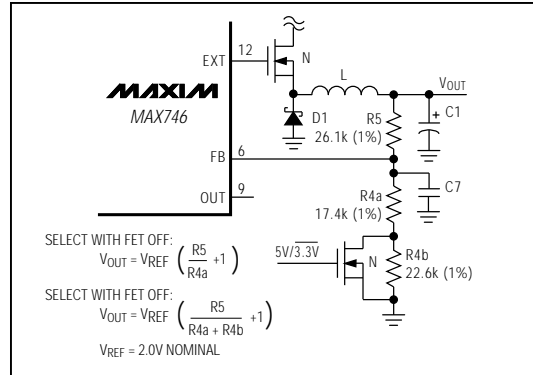 EXT
12
N
MAXIM
MAX746
L
VOUT
D1
R5
26.1k (1%)
+
C1
FB
6
OUT
9
R4a
17.4k (1%)
C7
SELECT WITH FET OFF:
VOUT = VREF ( R5 / R4a +1 )
5V/3.3V
N
R4b
22.6k (1%)
SELECT WITH FET OFF:
VOUT = VREF ( R5 / R4a + R4b +1 )
VREF = 2.0V NOMINAL